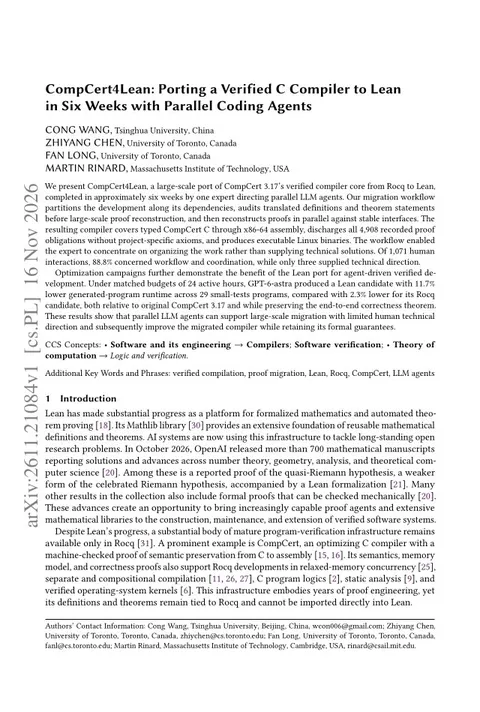 CompCert4Lean: Porting a Verified C Compiler to Lean
in Six Weeks with Parallel Coding Agents
CONG WANG, Tsinghua University, China
ZHIYANG CHEN, University of Toronto, Canada
FAN LONG, University of Toronto, Canada
MARTIN RINARD, Massachusetts Institute of Technology, USA
We present CompCert4Lean, a large-scale port of CompCert 3.17's verified compiler core from Rocq to Lean,
completed in approximately six weeks by one expert directing parallel LLM agents. Our migration workflow
partitions the development along its dependencies, audits translated definitions and theorem statements
before large-scale proof reconstruction, and then reconstructs proofs in parallel against stable interfaces. The
resulting compiler covers typed CompCert C through x86-64 assembly, discharges all 4,908 recorded proof
obligations without project-specific axioms, and produces executable Linux binaries. The workflow enabled
the expert to concentrate on organizing the work rather than supplying technical solutions. Of 1,071 human
interactions, 88.8% concerned workflow and coordination, while only three supplied technical direction.
Optimization campaigns further demonstrate the benefit of the Lean port for agent-driven verified de-
velopment. Under matched budgets of 24 active hours, GPT-6-astra produced a Lean candidate with 11.7%
lower generated-program runtime across 29 small-tests programs, compared with 2.3% lower for its Rocq
candidate, both relative to original CompCert 3.17 and while preserving the end-to-end correctness theorem.
These results show that parallel LLM agents can support large-scale migration with limited human technical
direction and subsequently improve the migrated compiler while retaining its formal guarantees.
CCS Concepts: • Software and its engineering → Compilers; Software verification; • Theory of
computation → Logic and verification.
Additional Key Words and Phrases: verified compilation, proof migration, Lean, Rocq, CompCert, LLM agents
1 Introduction
Lean has made substantial progress as a platform for formalized mathematics and automated theo-
rem proving [18]. Its Mathlib library [30] provides an extensive foundation of reusable mathematical
definitions and theorems. AI systems are now using this infrastructure to tackle long-standing open
research problems. In October 2026, OpenAI released more than 700 mathematical manuscripts
reporting solutions and advances across number theory, geometry, analysis, and theoretical com-
puter science [20]. Among these is a reported proof of the quasi-Riemann hypothesis, a weaker
form of the celebrated Riemann hypothesis, accompanied by a Lean formalization [21]. Many
other results in the collection also include formal proofs that can be checked mechanically [20].
These advances create an opportunity to bring increasingly capable proof agents and extensive
mathematical libraries to the construction, maintenance, and extension of verified software systems.
Despite Lean's progress, a substantial body of mature program-verification infrastructure remains
available only in Rocq [31]. A prominent example is CompCert, an optimizing C compiler with a
machine-checked proof of semantic preservation from C to assembly [15, 16]. Its semantics, memory
model, and correctness proofs also support Rocq developments in relaxed-memory concurrency [25],
separate and compositional compilation [11, 26, 27], C program logics [2], static analysis [9], and
verified operating-system kernels [6]. This infrastructure embodies years of proof engineering, yet
its definitions and theorems remain tied to Rocq and cannot be imported directly into Lean.
Authors' Contact Information: Cong Wang, Tsinghua University, Beijing, China, wcon006@gmail.com; Zhiyang Chen,
University of Toronto, Toronto, Canada, zhiychen@cs.toronto.edu; Fan Long, University of Toronto, Toronto, Canada,
fanl@cs.toronto.edu; Martin Rinard, Massachusetts Institute of Technology, Cambridge, USA, rinard@csail.mit.edu.
arXiv:2611.21084v1 [cs.PL] 16 Nov 2026